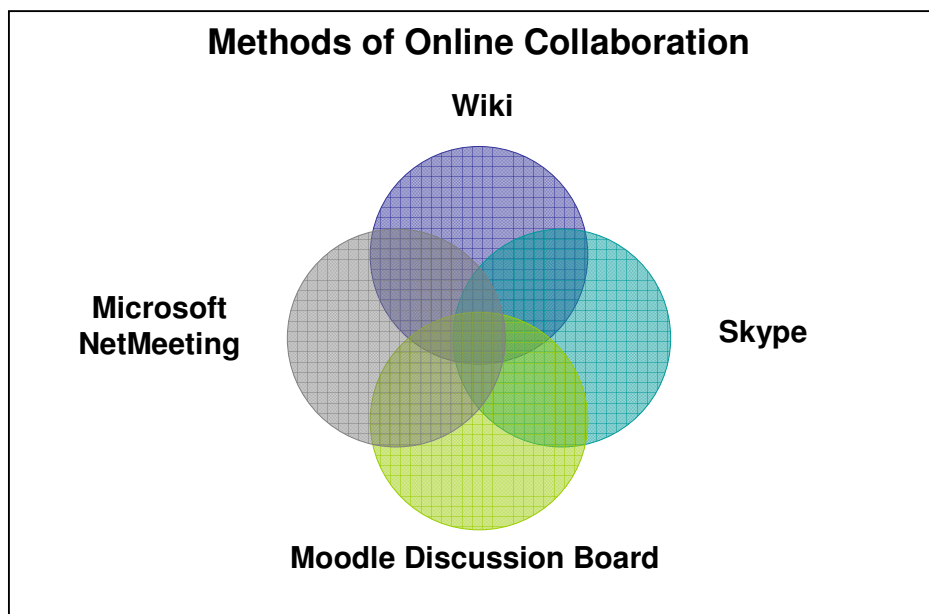 Methods of Online Collaboration
Wiki
Microsoft
NetMeeting
Skype
Moodle Discussion Board